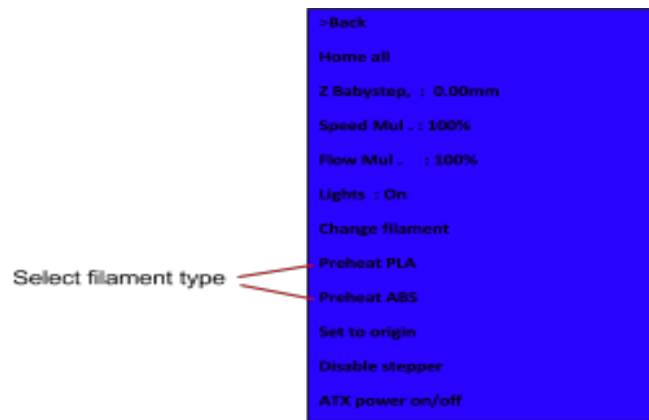 >Back
Home all
Z Babystep, : 0.00mm
Speed Mul . : 100%
Flow Mul . : 100%
Lights : On
Change filament
Select filament type
Preheat PLA
Preheat ABS
Set to origin
Disable stepper
ATX power on/off